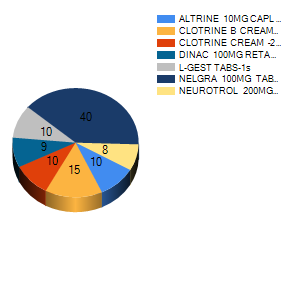 ALTRINE 10MG CAPL ...
CLOTRINE B CREAM...
CLOTRINE CREAM -2...
DINAC 100MG RETA...
L-GEST TABS-1s
NELGRA 100MG TAB...
NEUROTROL 200MG...
40
10
9
10
15
10
8